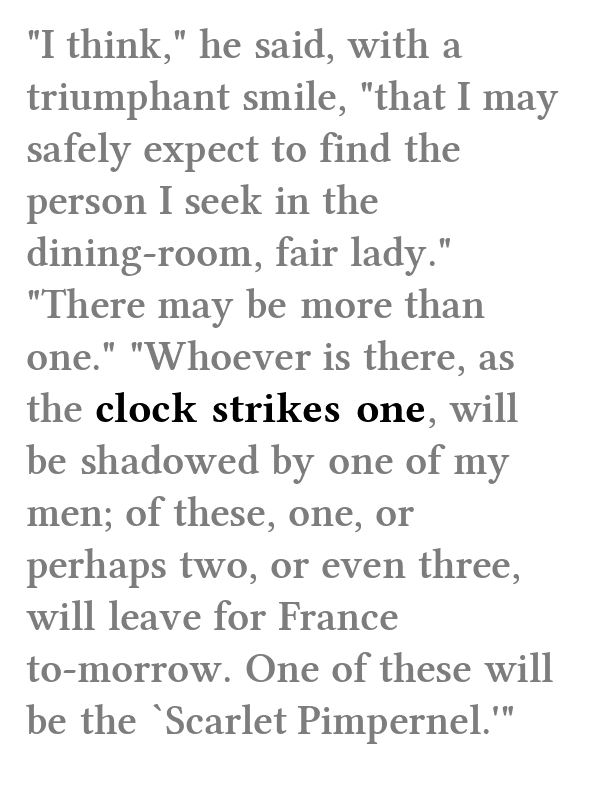 "I think," he said, with a
triumphant smile, "that I may
safely expect to find the
person I seek in the
dining-room, fair lady."
"There may be more than
one." "Whoever is there, as
the clock strikes one, will
be shadowed by one of my
men; of these, one, or
perhaps two, or even three,
will leave for France
to-morrow. One of these will
be the `Scarlet Pimpernel.'"